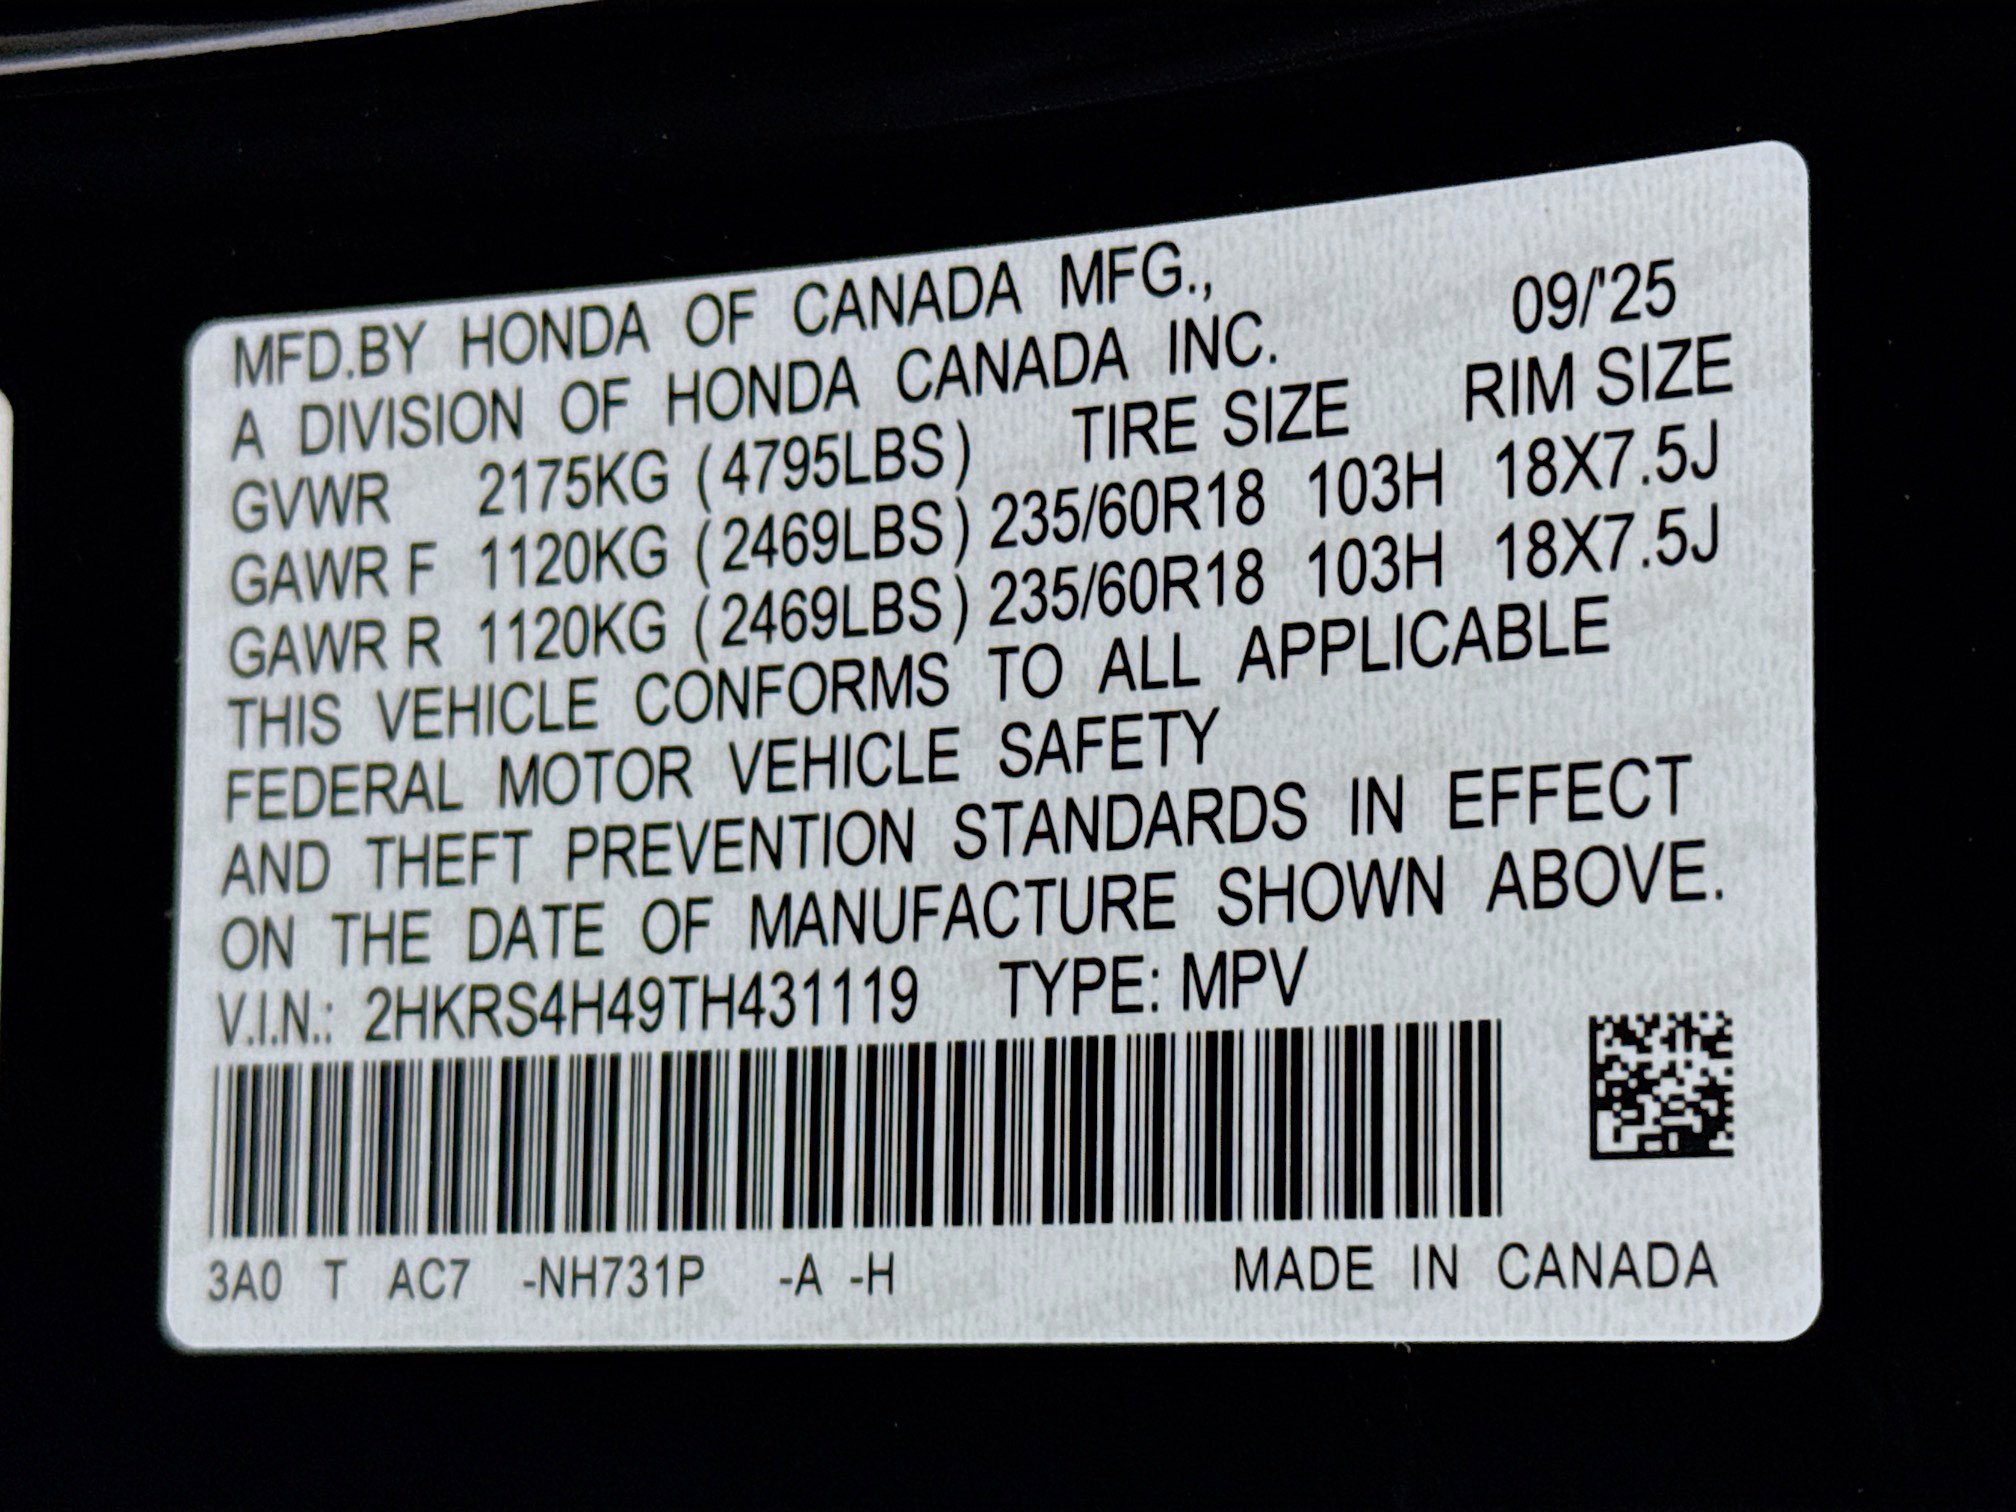 MFD.BY HONDA OF CANADA MFG.,
A DIVISION OF HONDA CANADA INC. 09/'25
GVWR 2175KG (4795LBS) TIRE SIZE RIM SIZE
GAWR F 1120KG (2469LBS) 235/60R18 103H 18X7.5J
GAWR R 1120KG (2469LBS) 235/60R18 103H 18X7.5J
THIS VEHICLE CONFORMS TO ALL APPLICABLE
FEDERAL MOTOR VEHICLE SAFETY
AND THEFT PREVENTION STANDARDS IN EFFECT
ON THE DATE OF MANUFACTURE SHOWN ABOVE.
V.I.N.: 2HKRS4H49TH431119 TYPE: MPV
3A0 T AC7 -NH731P -A -H MADE IN CANADA